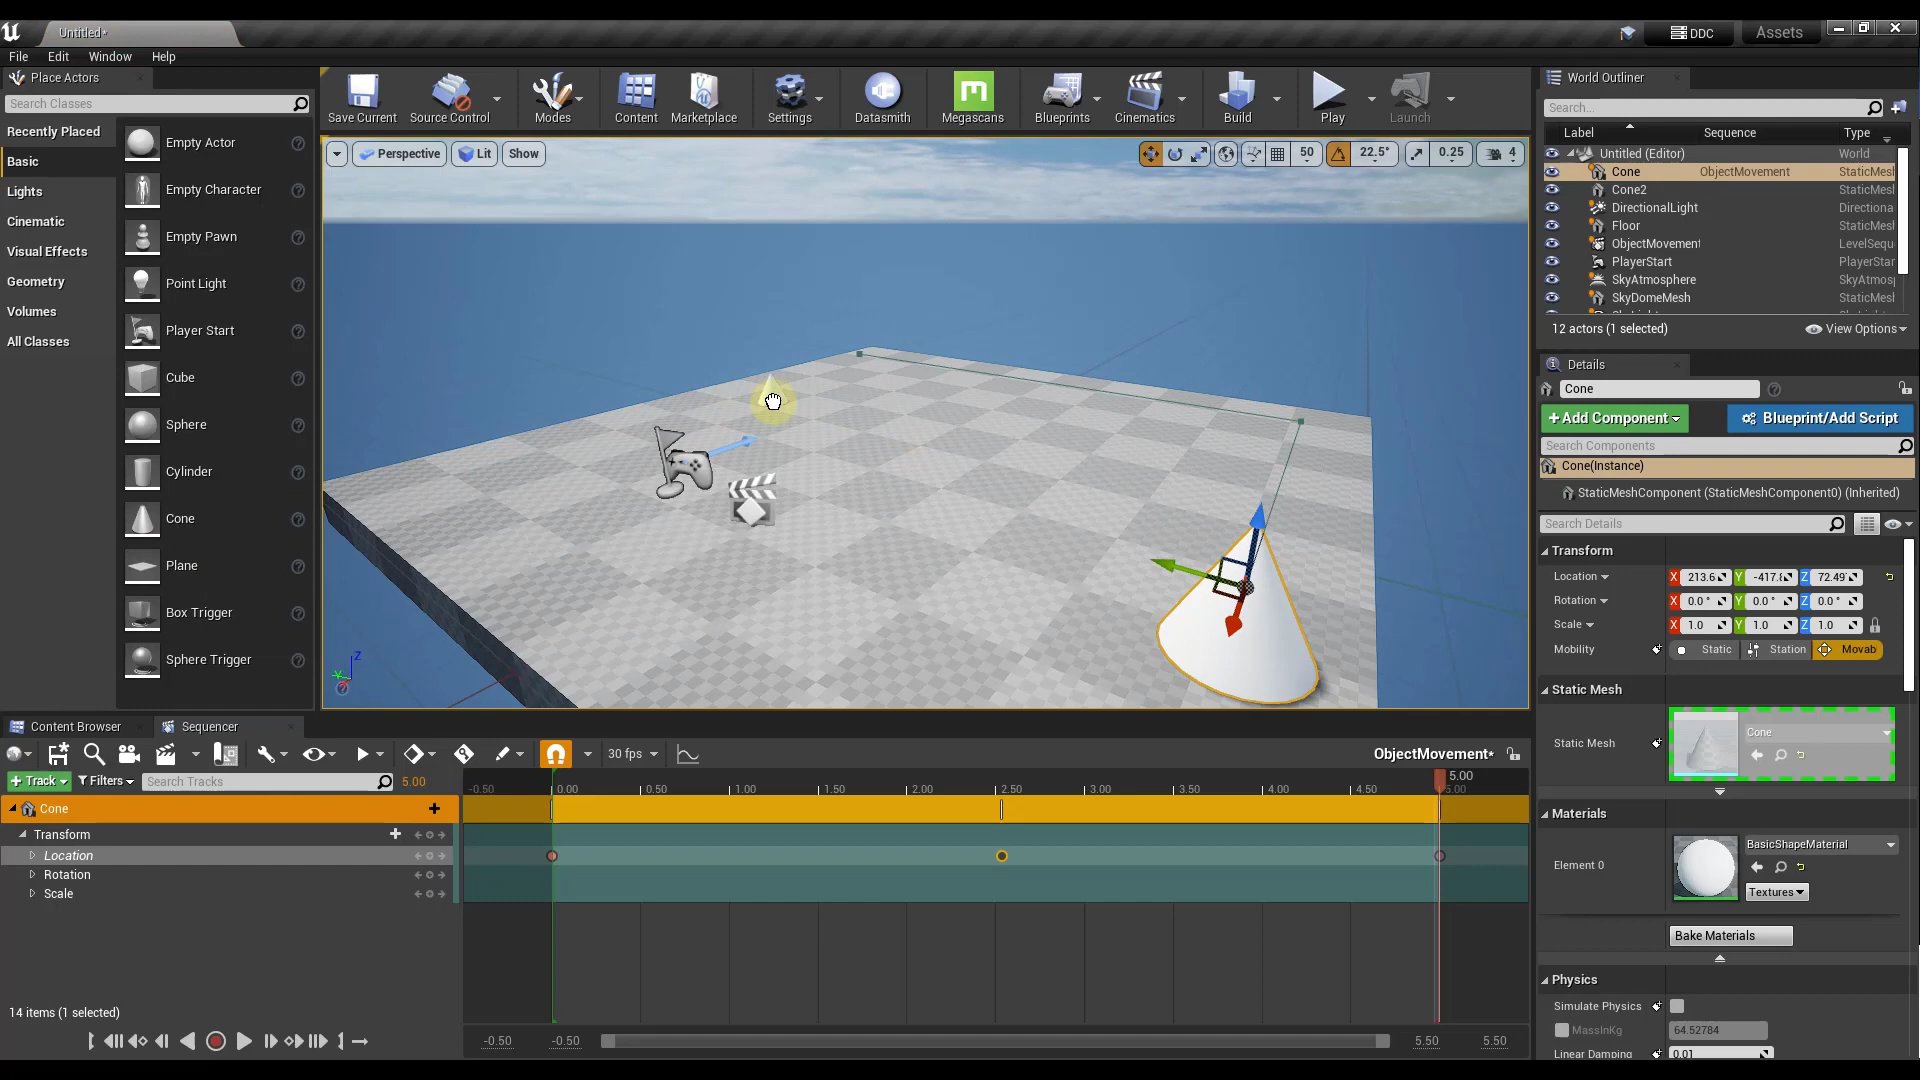 Untitled*
DDC
Assets
File Edit Window Help
Place Actors
Search Classes
Recently Placed
Basic
Lights
Cinematic
Visual Effects
Geometry
Volumes
All Classes
Empty Actor
Empty Character
Empty Pawn
Point Light
Player Start
Cube
Sphere
Cylinder
Cone
Plane
Box Trigger
Sphere Trigger
Save Current
Source Control
Modes
Content
Marketplace
Settings
Datasmith
Megascans
Blueprints
Cinematics
Build
Play
Launch
Perspective
Lit
Show
50
22.5°
0.25
4
Z
World Outliner
Search...
Label Sequence Type
Untitled (Editor) World
Cone ObjectMovement StaticMesh
Cone2 StaticMesh
DirectionalLight Directiona
Floor StaticMesh
ObjectMovement LevelSequ
PlayerStart PlayerStar
SkyAtmosphere SkyAtmosp
SkyDomeMesh StaticMesh
12 actors (1 selected)
View Options
Details
Cone
+ Add Component
Blueprint/Add Script
Search Components
Cone(Instance)
StaticMeshComponent (StaticMeshComponent0) (Inherited)
Search Details
Transform
Location X 213.6 Y -417.8 Z 72.49
Rotation X 0.0 ° Y 0.0 ° Z 0.0 °
Scale X 1.0 Y 1.0 Z 1.0
Mobility Static Station Movab
Static Mesh
Static Mesh
Cone
Materials
Element 0
BasicShapeMaterial
Textures
Bake Materials
Physics
Simulate Physics
MassInKg 64.52784
Linear Damping 0.01
Content Browser
Sequencer
30 fps
ObjectMovement*
+ Track
Filters
Search Tracks
5.00
Cone
Transform
Location
Rotation
Scale
14 items (1 selected)
5.00
-0.50 0.00 0.50 1.00 1.50 2.00 2.50 3.00 3.50 4.00 4.50 5.00
-0.50 -0.50 5.50 5.50